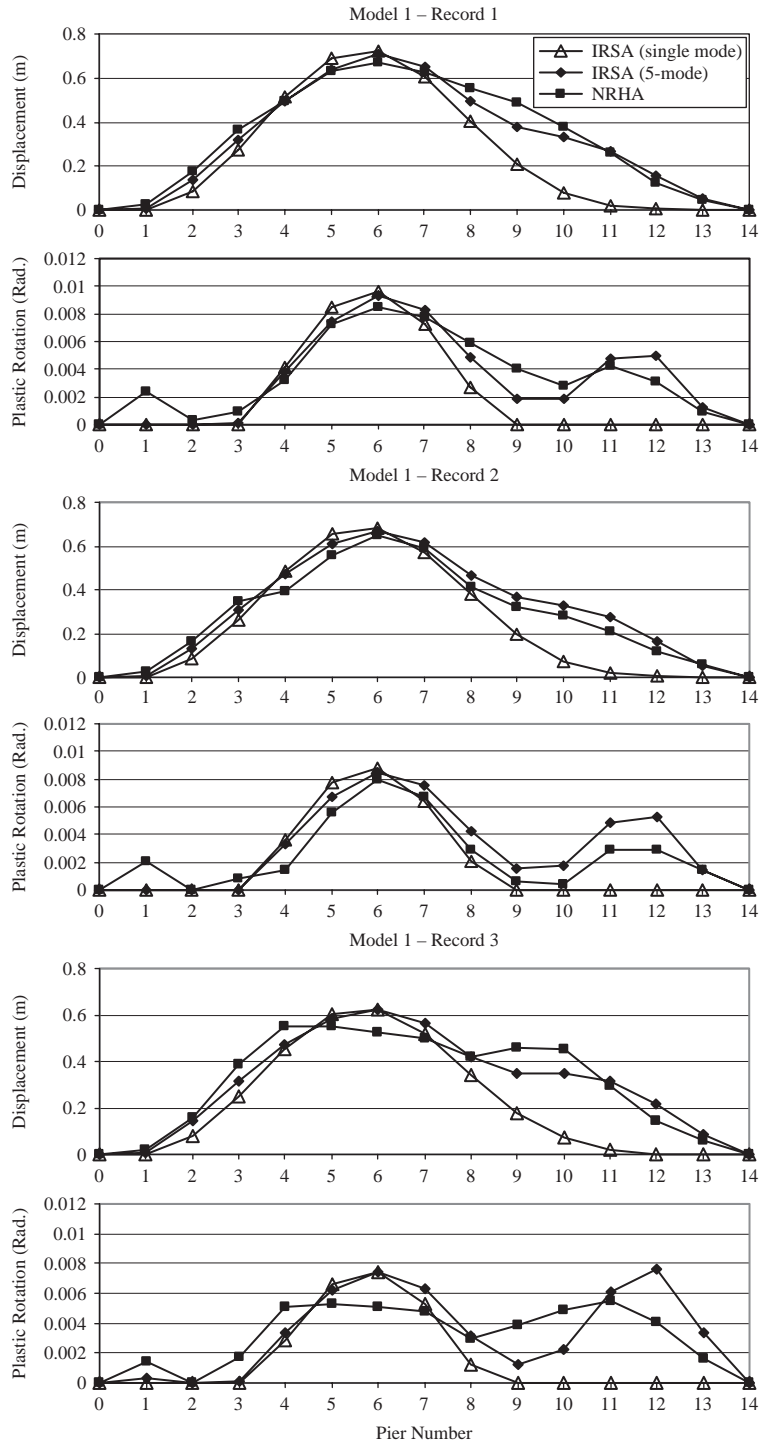 Model 1 – Record 1
IRSA (single mode)
IRSA (5-mode)
NRHA
Displacement (m)
0.8
0.6
0.4
0.2
0
0 1 2 3 4 5 6 7 8 9 10 11 12 13 14
Plastic Rotation (Rad.)
0.012
0.01
0.008
0.006
0.004
0.002
0
0 1 2 3 4 5 6 7 8 9 10 11 12 13 14
Model 1 – Record 2
Displacement (m)
0.8
0.6
0.4
0.2
0
0 1 2 3 4 5 6 7 8 9 10 11 12 13 14
Plastic Rotation (Rad.)
0.012
0.01
0.008
0.006
0.004
0.002
0
0 1 2 3 4 5 6 7 8 9 10 11 12 13 14
Model 1 – Record 3
Displacement (m)
0.8
0.6
0.4
0.2
0
0 1 2 3 4 5 6 7 8 9 10 11 12 13 14
Plastic Rotation (Rad.)
0.012
0.01
0.008
0.006
0.004
0.002
0
0 1 2 3 4 5 6 7 8 9 10 11 12 13 14
Pier Number